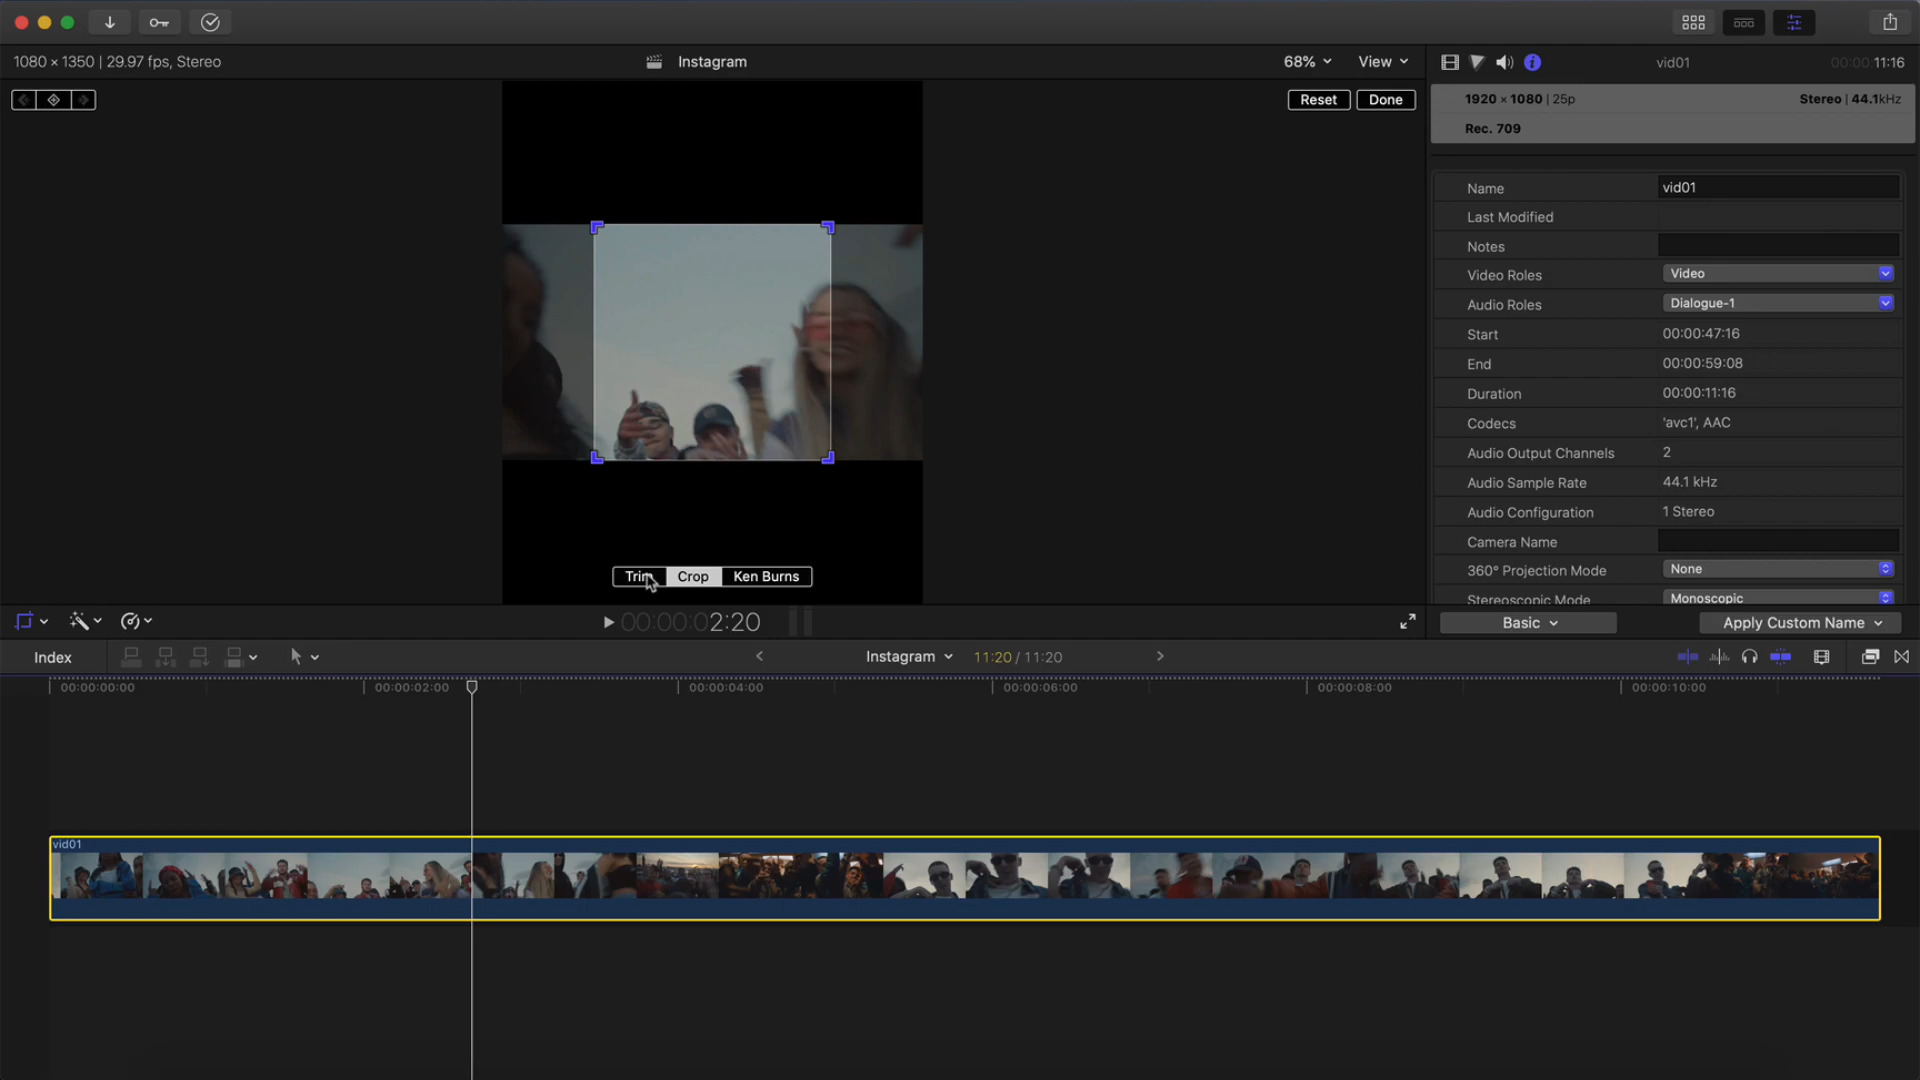 1080 × 1350 | 29.97 fps, Stereo
Instagram
68%
View
vid01
00:00:11:16
Reset
Done
1920 × 1080 | 25p
Stereo | 44.1kHz
Rec. 709
Name
vid01
Last Modified
Notes
Video Roles
Video
Audio Roles
Dialogue-1
Start
00:00:47:16
End
00:00:59:08
Duration
00:00:11:16
Codecs
'avc1', AAC
Audio Output Channels
2
Audio Sample Rate
44.1 kHz
Audio Configuration
1 Stereo
Camera Name
360° Projection Mode
None
Stereoscopic Mode
Monoscopic
Trim
Crop
Ken Burns
00:00:02:20
Basic
Apply Custom Name
Index
Instagram
11:20 / 11:20
00:00:00:00
00:00:02:00
00:00:04:00
00:00:06:00
00:00:08:00
00:00:10:00
vid01